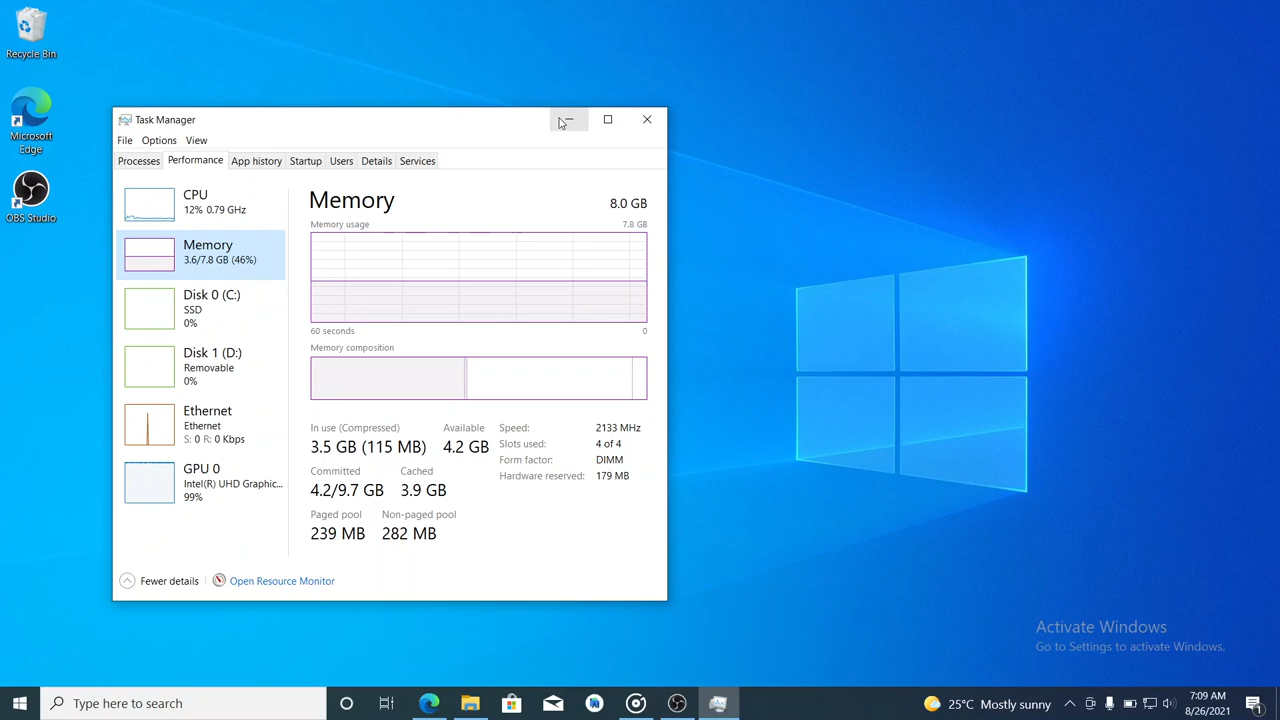 Recycle Bin
Microsoft
Edge
OBS Studio
Task Manager
File Options View
Processes Performance App history Startup Users Details Services
CPU
12% 0.79 GHz
Memory
3.6/7.8 GB (46%)
Disk 0 (C:)
SSD
0%
Disk 1 (D:)
Removable
0%
Ethernet
Ethernet
S: 0 R: 0 Kbps
GPU 0
Intel(R) UHD Graphic...
99%
Memory 8.0 GB
Memory usage 7.8 GB
60 seconds 0
Memory composition
In use (Compressed) Available
3.5 GB (115 MB) 4.2 GB
Committed Cached
4.2/9.7 GB 3.9 GB
Paged pool Non-paged pool
239 MB 282 MB
Speed: 2133 MHz
Slots used: 4 of 4
Form factor: DIMM
Hardware reserved: 179 MB
Fewer details Open Resource Monitor
Activate Windows
Go to Settings to activate Windows.
Type here to search
25°C Mostly sunny
7:09 AM
8/26/2021
1